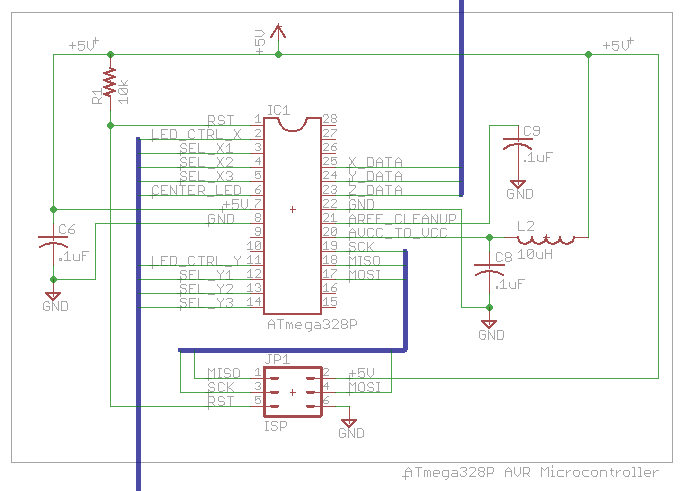 +5V
+5V
+5V
R1
10k
IC1
RST 1 28
LED_CTRL_X 2 27
SEL_X1 3 26
SEL_X2 4 25 X_DATA
SEL_X3 5 24 Y_DATA
CENTER_LED 6 23 Z_DATA
+5V 7 22 GND
GND 8 21 AREF_CLEANUP
9 20 AVCC_TO_VCC
10 19 SCK
LED_CTRL_Y 11 18 MISO
SEL_Y1 12 17 MOSI
SEL_Y2 13 16
SEL_Y3 14 15
ATmega328P
C9
.1uF
GND
C6
.1uF
GND
L2
10uH
C8
.1uF
GND
JP1
MISO 1 2 +5V
SCK 3 4 MOSI
RST 5 6
ISP
GND
ATmega328P AVR Microcontroller